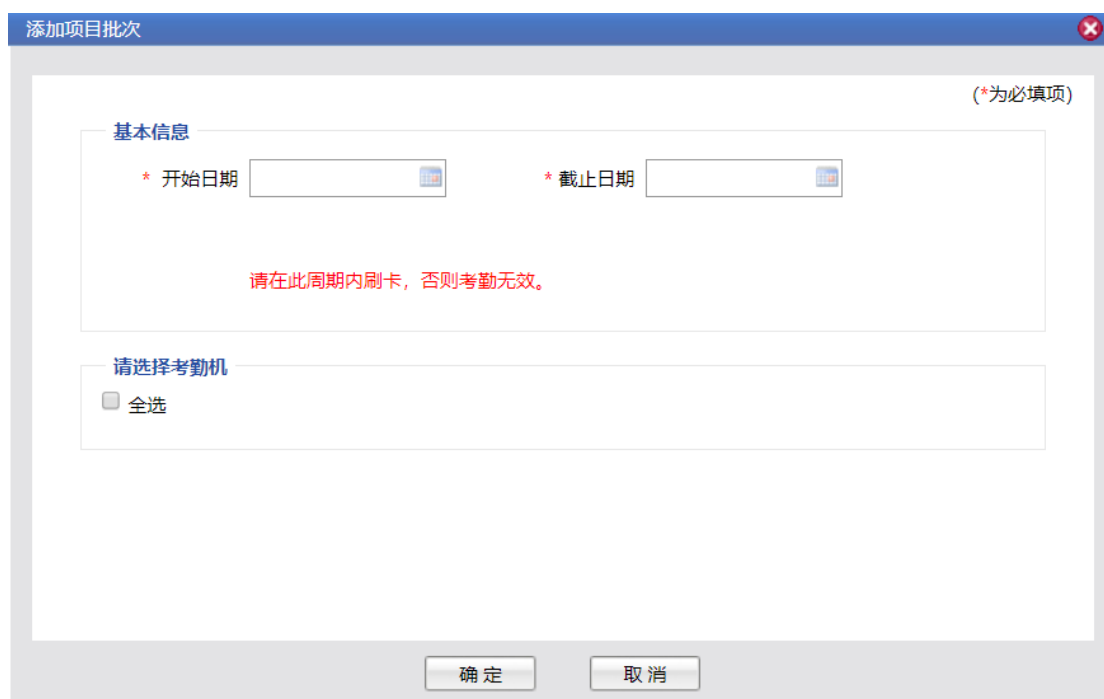 添加项目批次
(*为必填项)
基本信息
* 开始日期 * 截止日期
请在此周期内刷卡，否则考勤无效。
请选择考勤机
全选
确 定 取 消